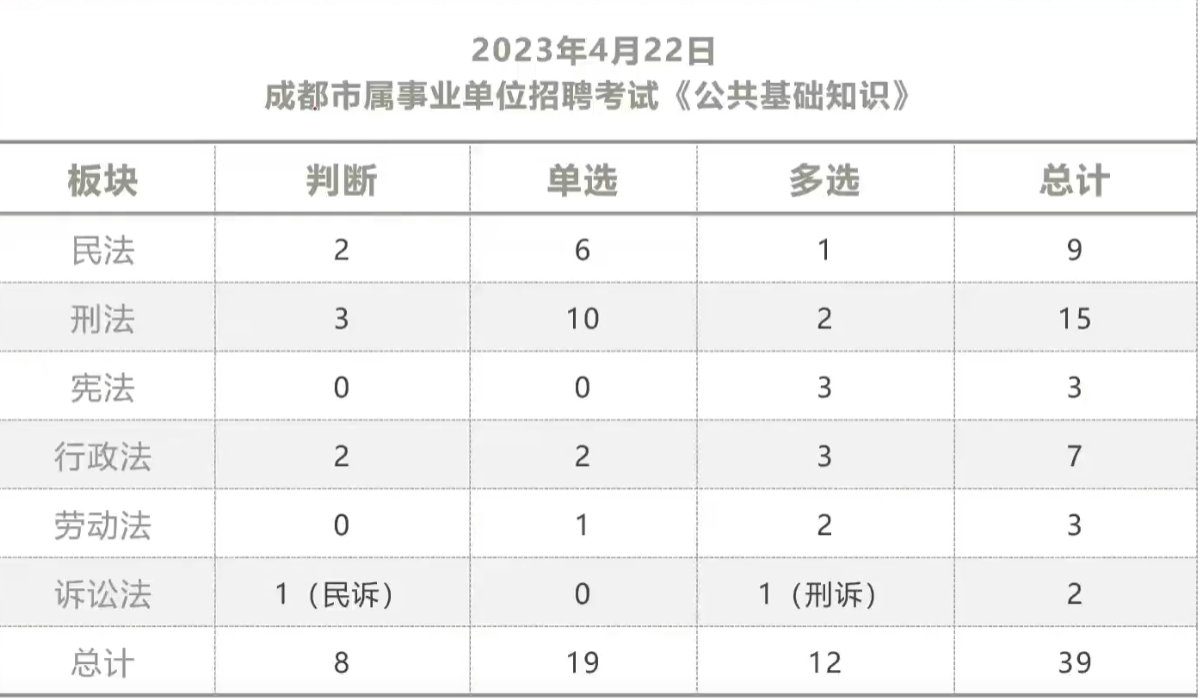 2023年4月22日
成都市属事业单位招聘考试《公共基础知识》
板块 判断 单选 多选 总计
民法 2 6 1 9
刑法 3 10 2 15
宪法 0 0 3 3
行政法 2 2 3 7
劳动法 0 1 2 3
诉讼法 1（民诉） 0 1（刑诉） 2
总计 8 19 12 39